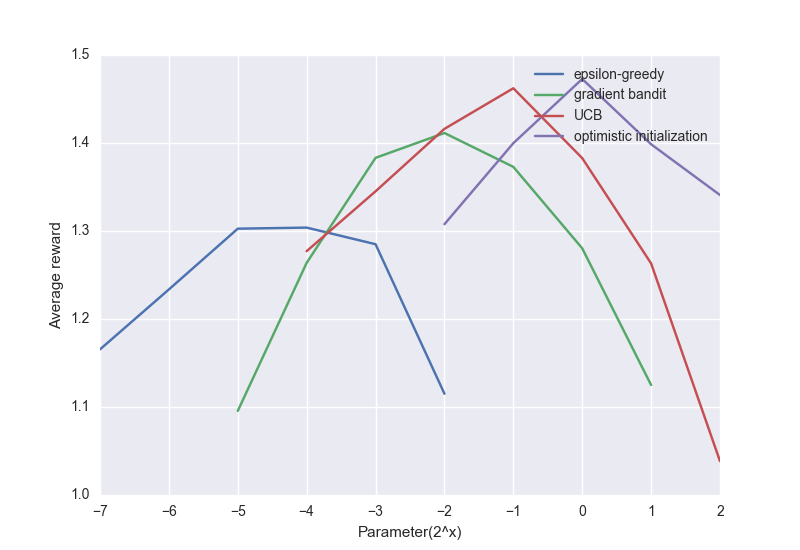 1.5
epsilon-greedy
gradient bandit
UCB
optimistic initialization
1.4
1.3
Average reward
1.2
1.1
1.0
−7 −6 −5 −4 −3 −2 −1 0 1 2
Parameter(2^x)